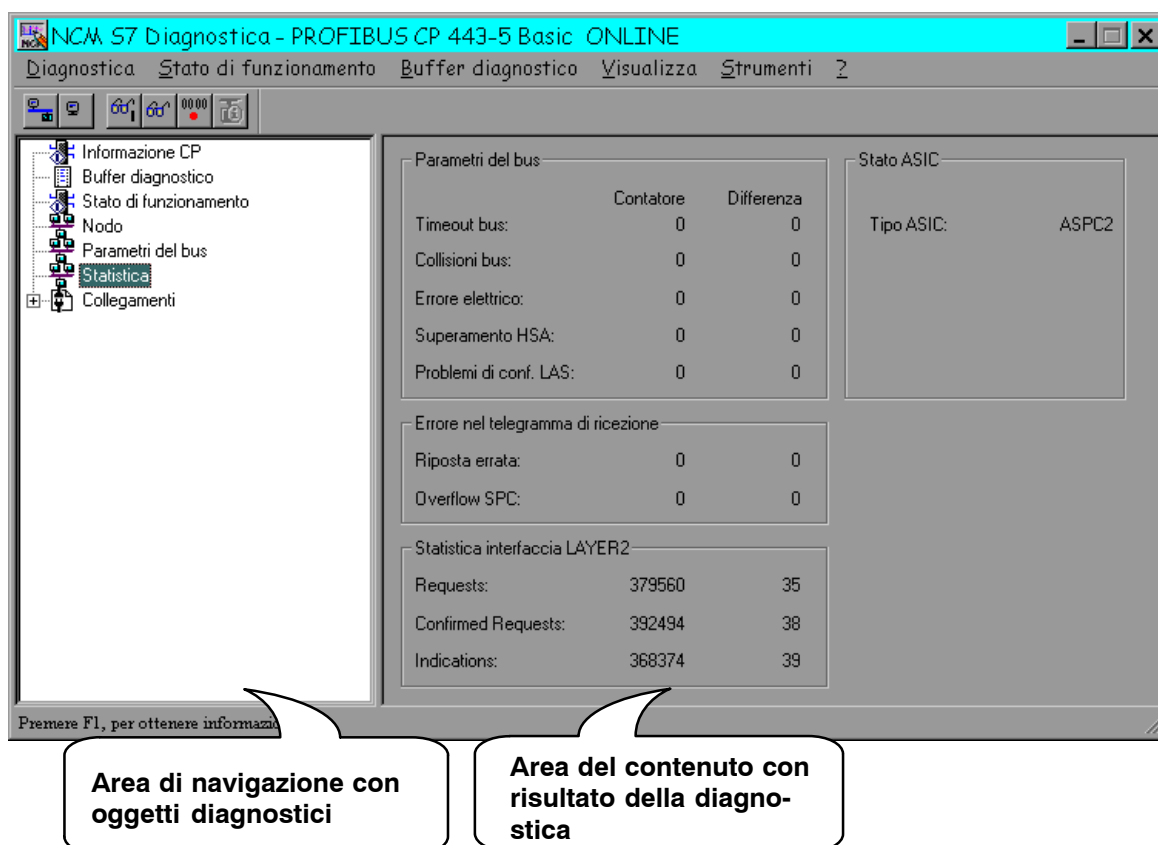 NCM S7 Diagnostica - PROFIBUS CP 443-5 Basic ONLINE
Diagnostica Stato di funzionamento Buffer diagnostico Visualizza Strumenti ?
Informazione CP
Buffer diagnostico
Stato di funzionamento
Nodo
Parametri del bus
Statistica
Collegamenti
Parametri del bus
Contatore Differenza
Timeout bus: 0 0
Collisioni bus: 0 0
Errore elettrico: 0 0
Superamento HSA: 0 0
Problemi di conf. LAS: 0 0
Stato ASIC
Tipo ASIC: ASPC2
Errore nel telegramma di ricezione
Riposta errata: 0 0
Overflow SPC: 0 0
Statistica interfaccia LAYER2
Requests: 379560 35
Confirmed Requests: 392494 38
Indications: 368374 39
Premere F1, per ottenere
Area di navigazione con
oggetti diagnostici
Area del contenuto con
risultato della diagno-
stica